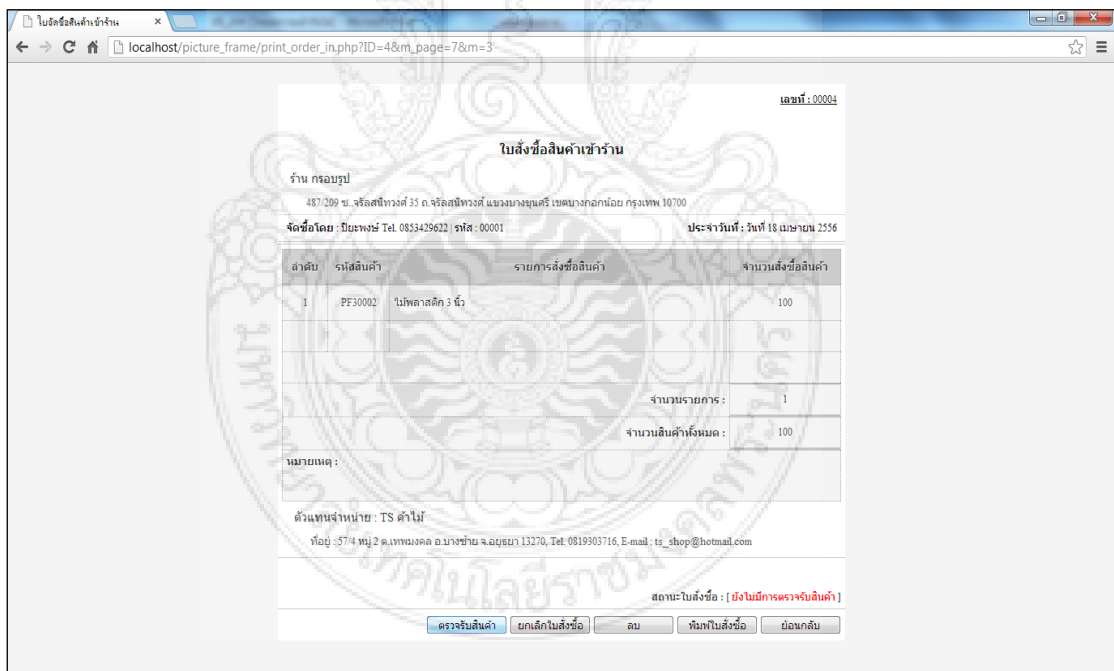 ใบจัดซื้อสินค้าเข้าร้าน
localhost/picture_frame/print_order_in.php?ID=4&m_page=7&m=3
เลขที่ : 00004
ใบสั่งซื้อสินค้าเข้าร้าน
ร้าน กรอบรูป
487/209 ซ..จรัลสนิทวงศ์ 35 ถ.จรัลสนิทวงศ์ แขวงบางขุนศรี เขตบางกอกน้อย กรุงเทพ 10700
จัดซื้อโดย : ปิยะพงษ์ Tel. 0853429622 | รหัส : 00001 ประจำวันที่ : วันที่ 18 เมษายน 2556
ลำดับ รหัสสินค้า รายการสั่งซื้อสินค้า จำนวนสั่งซื้อสินค้า
1 PF30002 ไม้พลาสติก 3 นิ้ว 100
จำนวนรายการ : 1
จำนวนสินค้าทั้งหมด : 100
หมายเหตุ :
ตัวแทนจำหน่าย : TS ค้าไม้
ที่อยู่ : 57/4 หมู่ 2 ต.เทพมงคล อ.บางซ้าย จ.อยุธยา 13270, Tel. 0819303716, E-mail : ts_shop@hotmail.com
สถานะใบสั่งซื้อ : [ ยังไม่มีการตรวจรับสินค้า ]
ตรวจรับสินค้า ยกเลิกใบสั่งซื้อ ลบ พิมพ์ใบสั่งซื้อ ย้อนกลับ